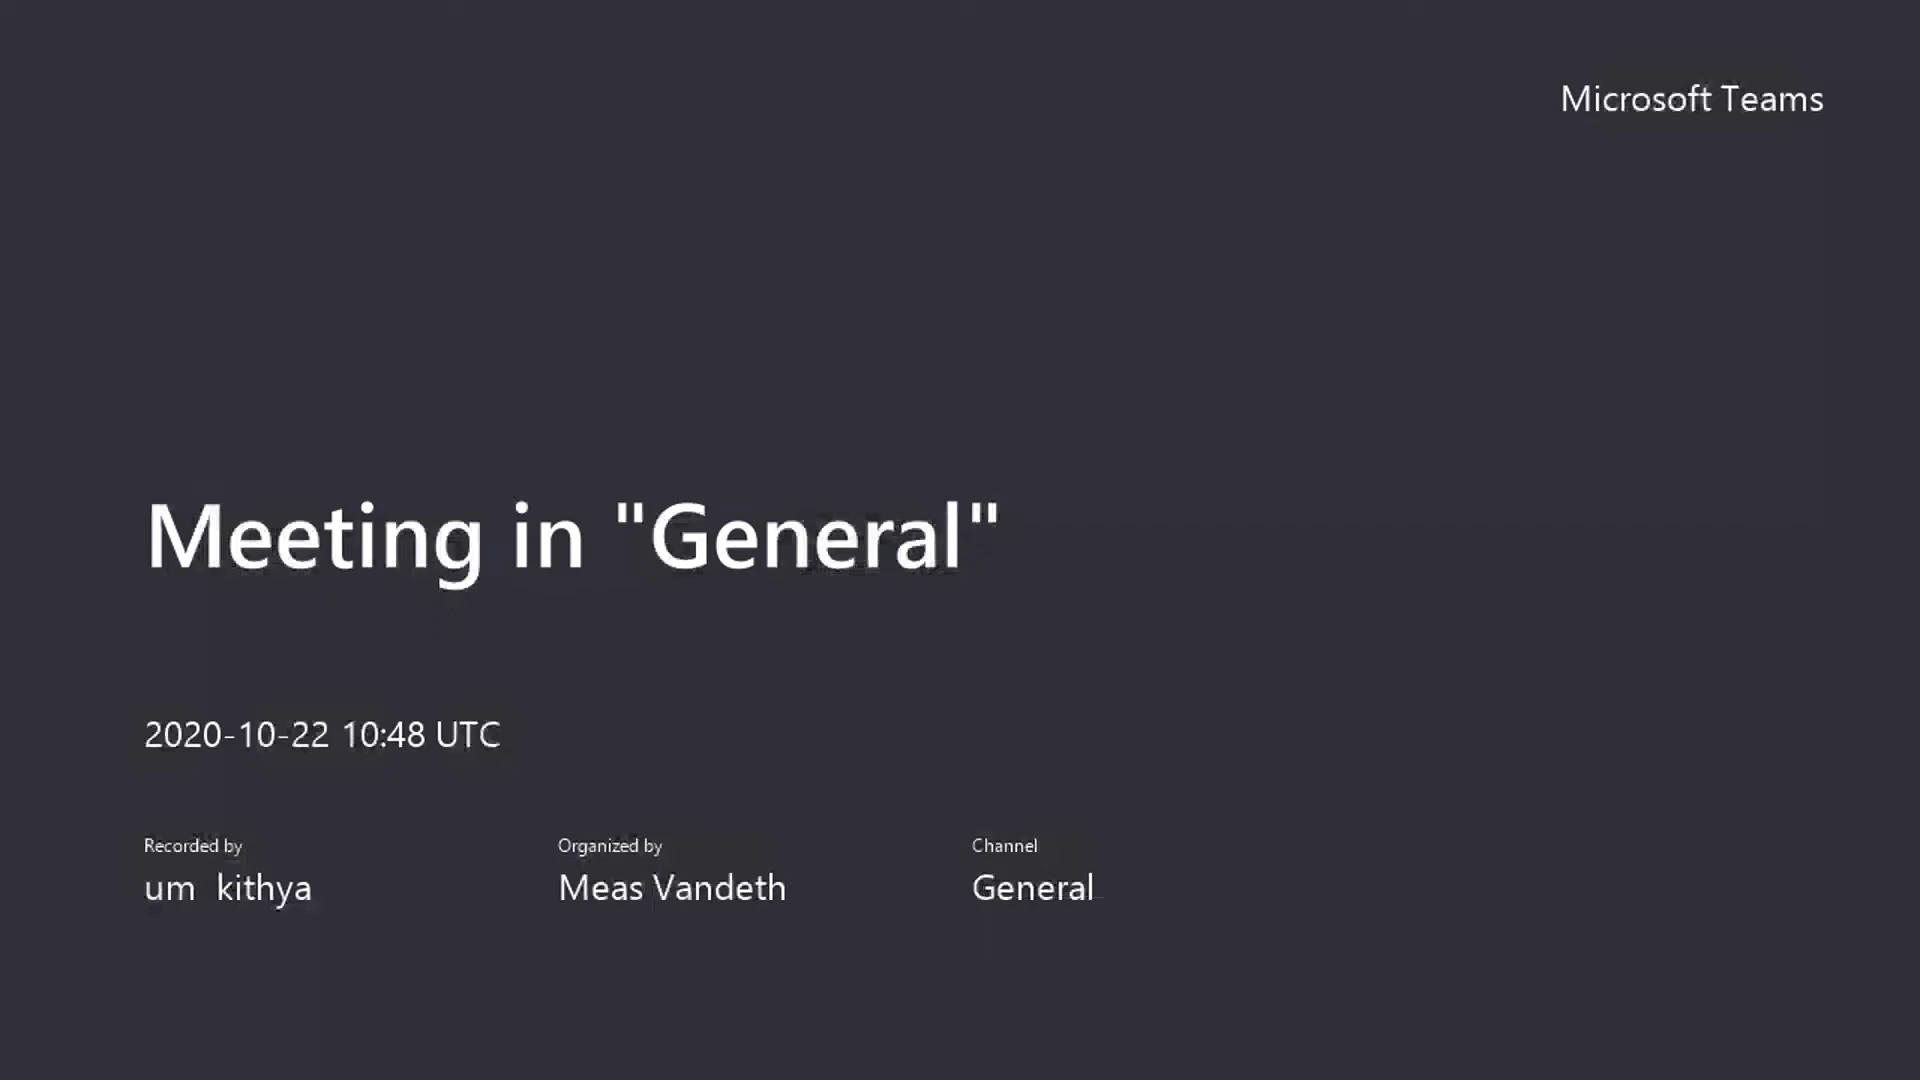 Microsoft Teams
Meeting in "General"
2020-10-22 10:48 UTC
Recorded by
um  kithya
Organized by
Meas Vandeth
Channel
General